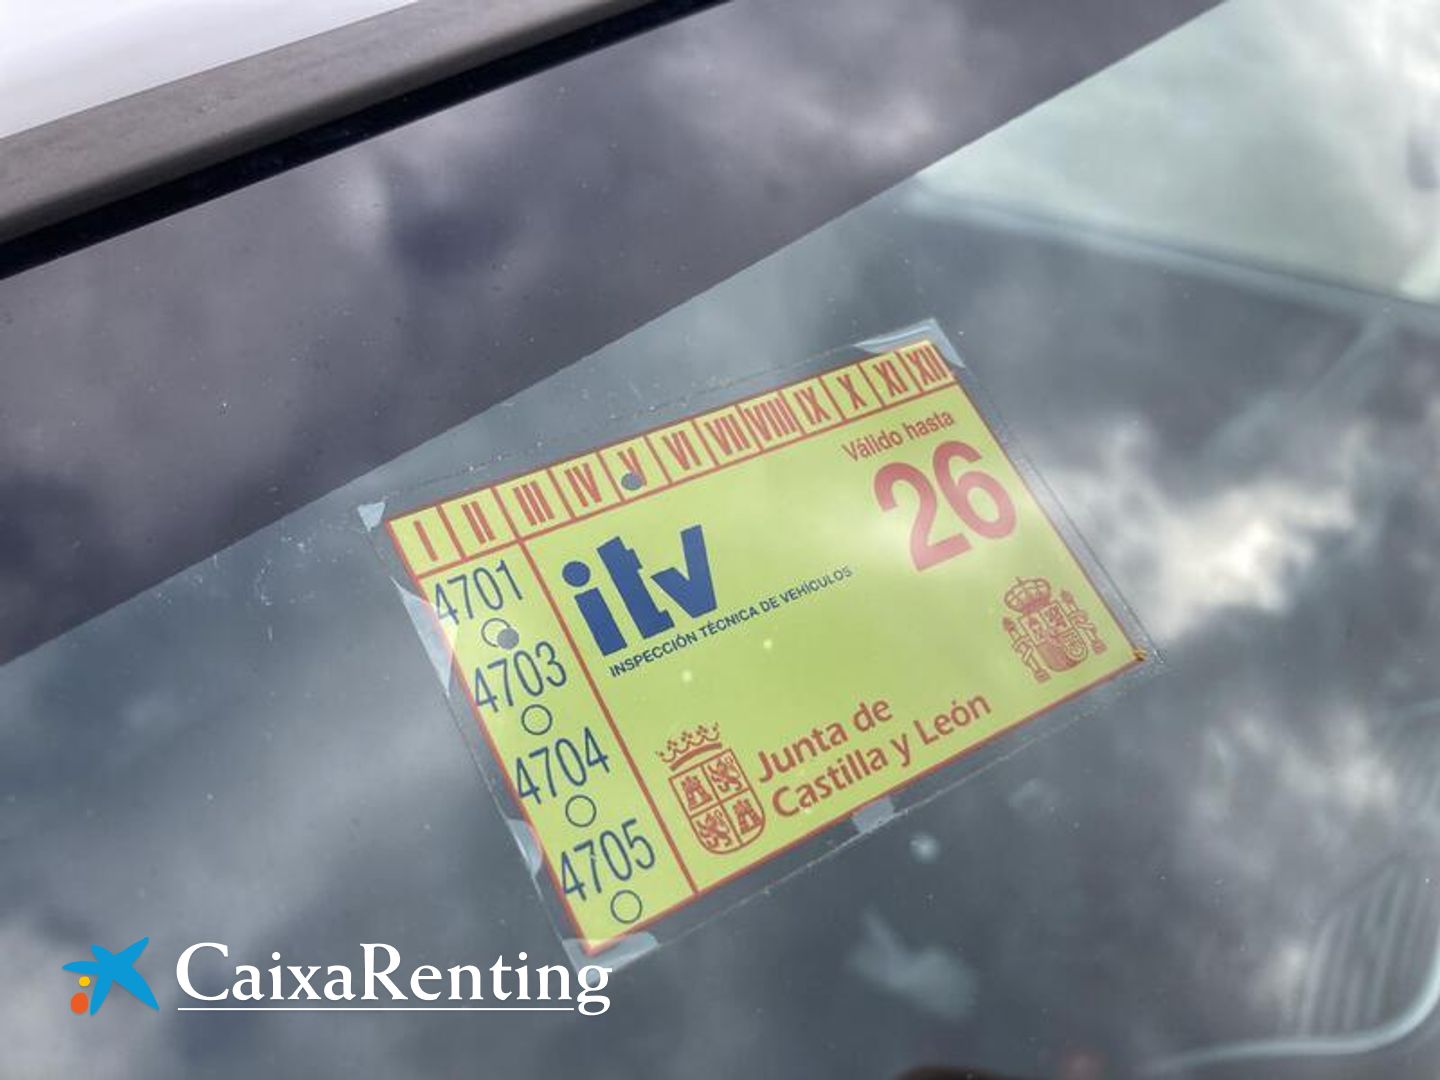 I II III IV V VI VII VIII IX X XI XII
Válido hasta
26
itv
INSPECCIÓN TÉCNICA DE VEHÍCULOS
4701
4703
4704
4705
Junta de
Castilla y León
CaixaRenting